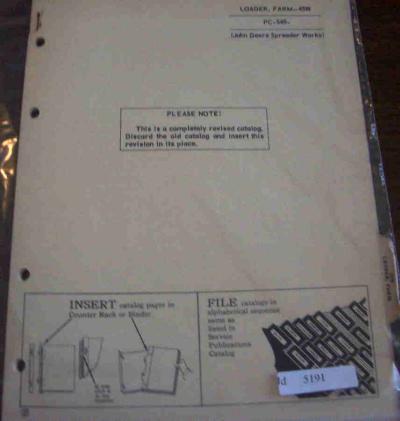 LOADER, FARM-45W
PC-545-
(John Deere Spreader Works)
PLEASE NOTE!
This is a completely revised catalog.
Discard the old catalog and insert this
revision in its place.
INSERT catalog pages in
Counter Rack or Binder
FILE catalogs in
alphabetical sequence
same as
listed in
Service
Publications
Catalog
5191